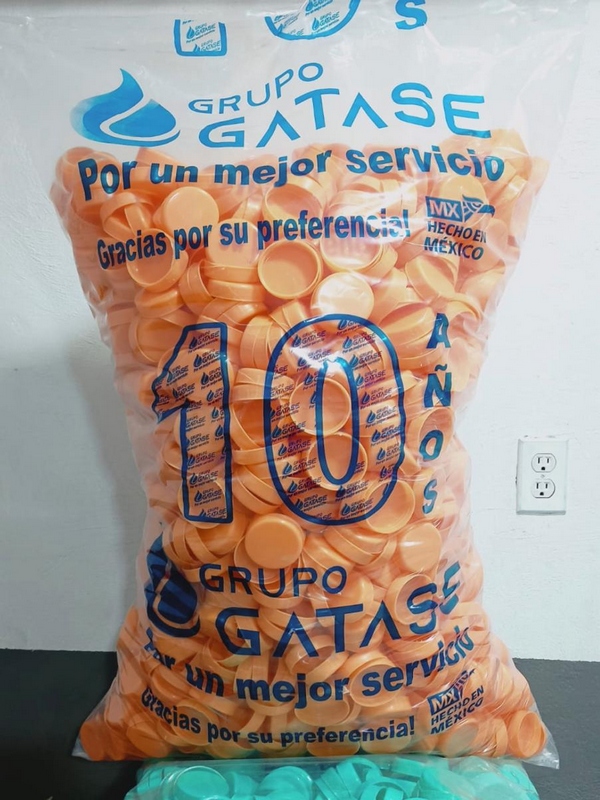 10 S
GRUPO
GATASE
Por un mejor servicio
Gracias por su preferencia!
MX
HECHO EN
MÉXICO
10
AÑOS
GRUPO
GATASE
Por un mejor servicio
Gracias por su preferencia!
MX
HECHO EN
MÉXICO